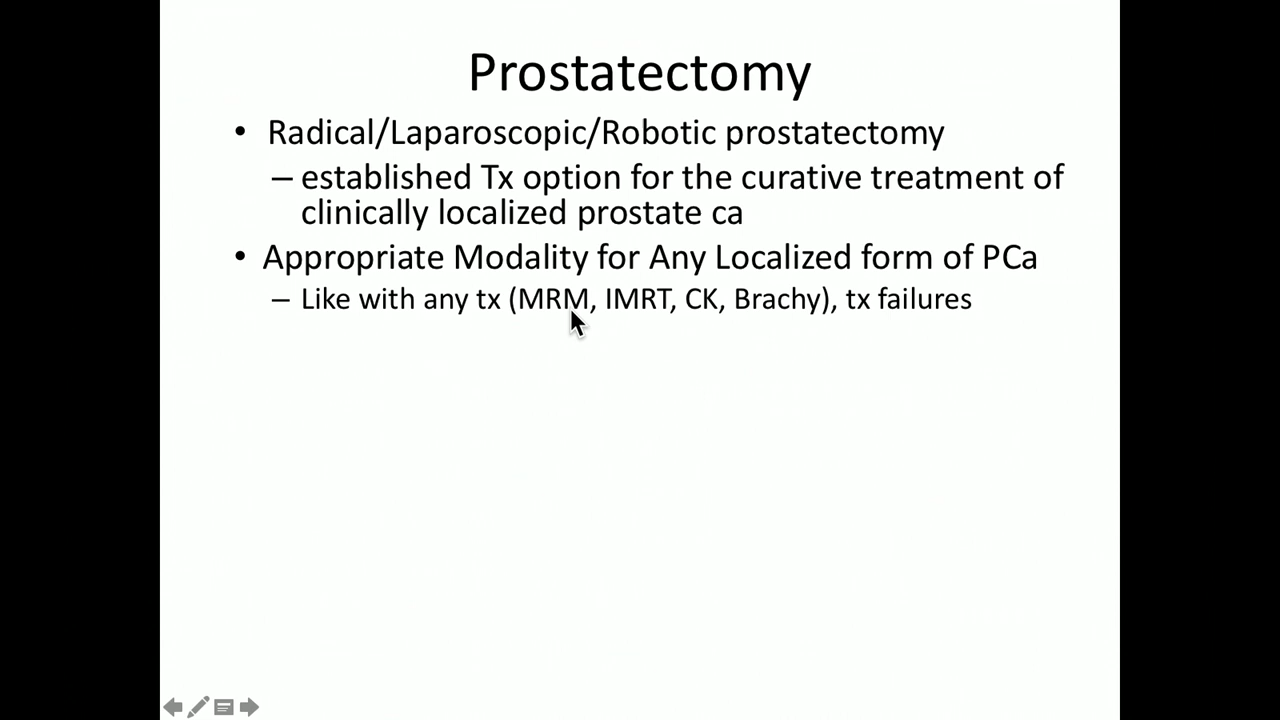 Prostatectomy
• Radical/Laparoscopic/Robotic prostatectomy
– established Tx option for the curative treatment of
clinically localized prostate ca
• Appropriate Modality for Any Localized form of PCa
– Like with any tx (MRM, IMRT, CK, Brachy), tx failures